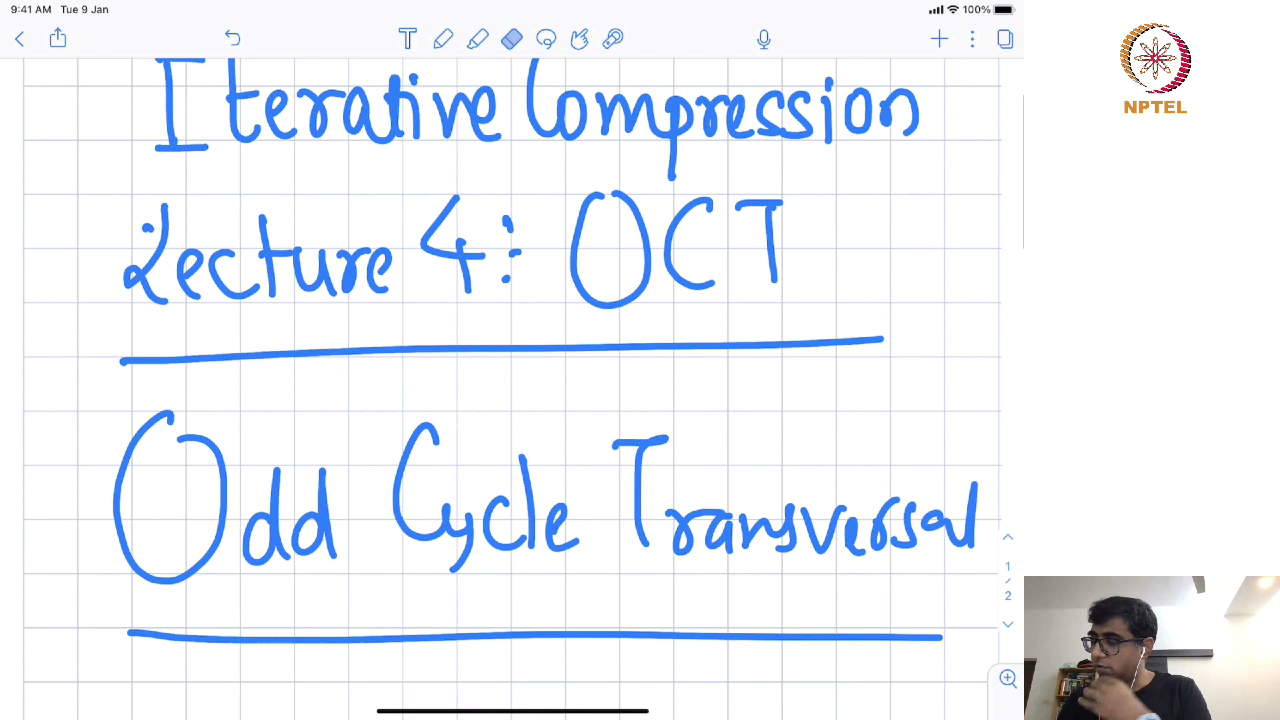 9:41 AM Tue 9 Jan
100%
T
NPTEL
Iterative Compression
Lecture 4: OCT
Odd Cycle Transversal
1
2